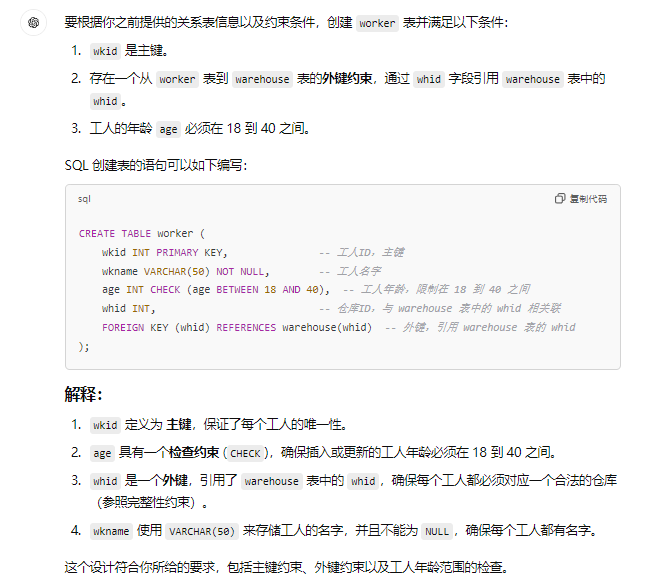 要根据你之前提供的关系表信息以及约束条件，创建 worker 表并满足以下条件：
1. wkid 是主键。
2. 存在一个从 worker 表到 warehouse 表的外键约束，通过 whid 字段引用 warehouse 表中的
whid。
3. 工人的年龄 age 必须在 18 到 40 之间。
SQL 创建表的语句可以如下编写：
sql 复制代码
CREATE TABLE worker (
wkid INT PRIMARY KEY, -- 工人ID，主键
wkname VARCHAR(50) NOT NULL, -- 工人名字
age INT CHECK (age BETWEEN 18 AND 40), -- 工人年龄，限制在 18 到 40 之间
whid INT, -- 仓库ID，与 warehouse 表中的 whid 相关联
FOREIGN KEY (whid) REFERENCES warehouse(whid) -- 外键，引用 warehouse 表的 whid
);
解释：
1. wkid 定义为 主键，保证了每个工人的唯一性。
2. age 具有一个检查约束（CHECK），确保插入或更新的工人年龄必须在 18 到 40 之间。
3. whid 是一个外键，引用了 warehouse 表中的 whid，确保每个工人都必须对应一个合法的仓库
（参照完整性约束）。
4. wkname 使用 VARCHAR(50) 来存储工人的名字，并且不能为 NULL，确保每个工人都有名字。
这个设计符合你所给的要求，包括主键约束、外键约束以及工人年龄范围的检查。